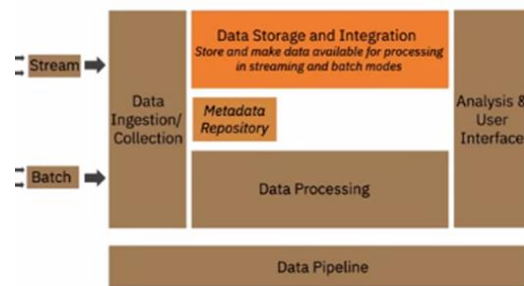 Stream
Batch
Data
Ingestion/
Collection
Data Storage and Integration
Store and make data available for processing
in streaming and batch modes
Metadata
Repository
Data Processing
Analysis &
User
Interface
Data Pipeline